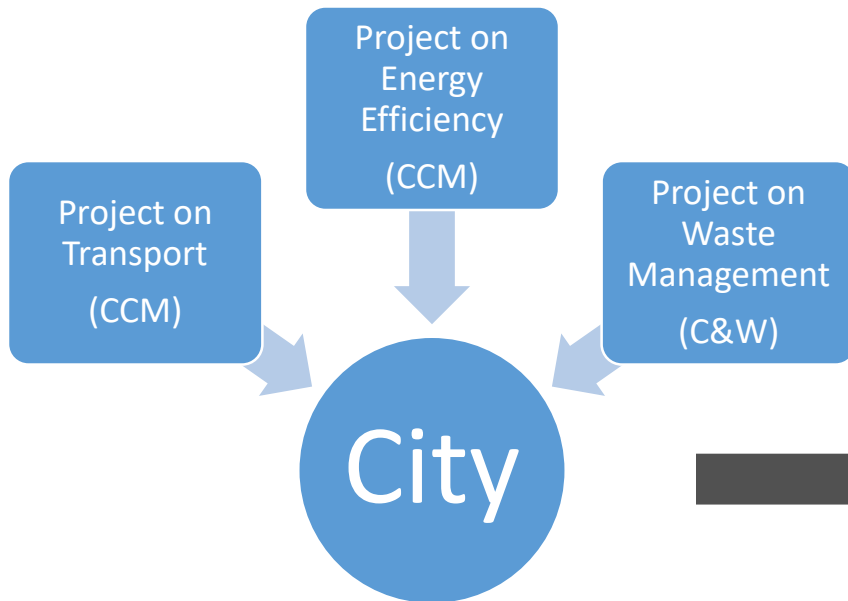 Project on
Energy
Efficiency
(CCM)
Project on
Transport
(CCM)
Project on
Waste
Management
(C&W)
City